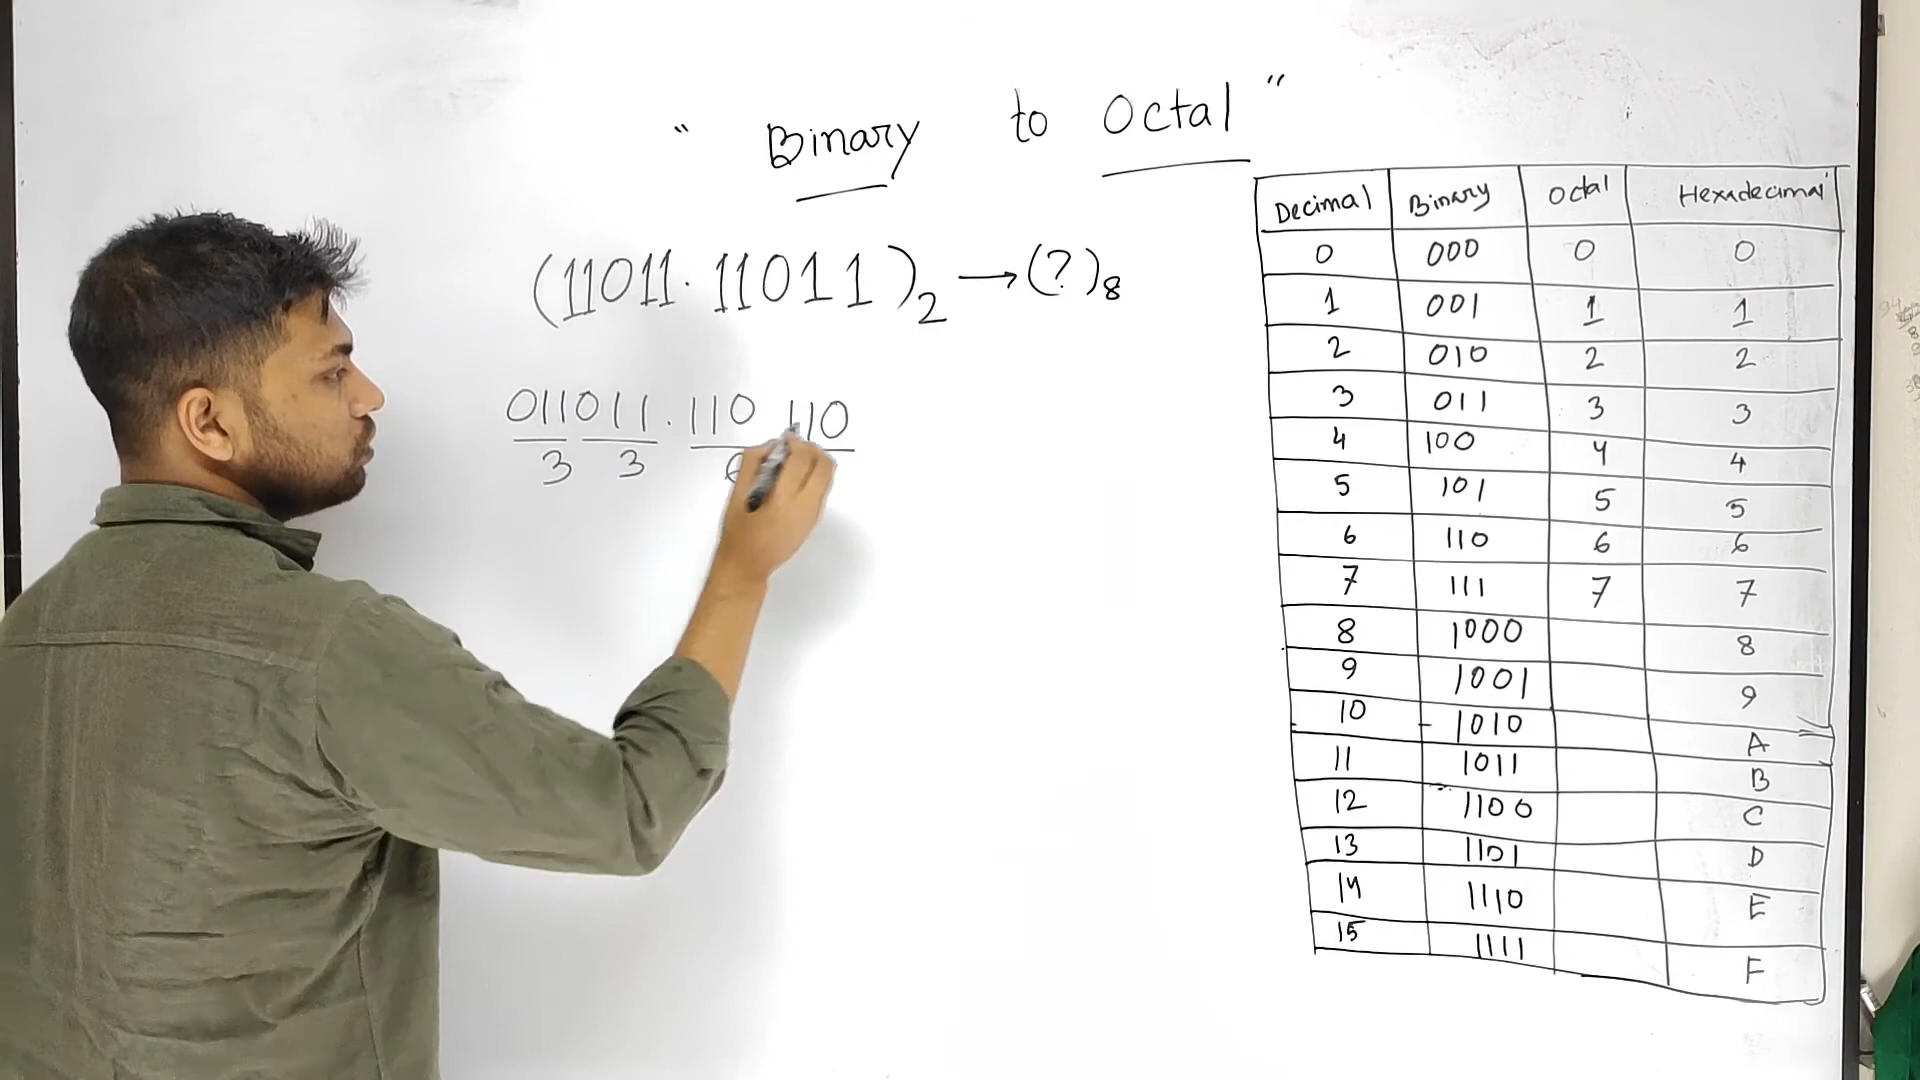 " Binary to Octal "
(11011.11011)₂ → (?)₈
011011.110 110
3 3 6
Decimal Binary Octal Hexadecimal
0 000 0 0
1 001 1 1
2 010 2 2
3 011 3 3
4 100 4 4
5 101 5 5
6 110 6 6
7 111 7 7
8 1000 8
9 1001 9
10 1010 A
11 1011 B
12 1100 C
13 1101 D
14 1110 E
15 1111 F